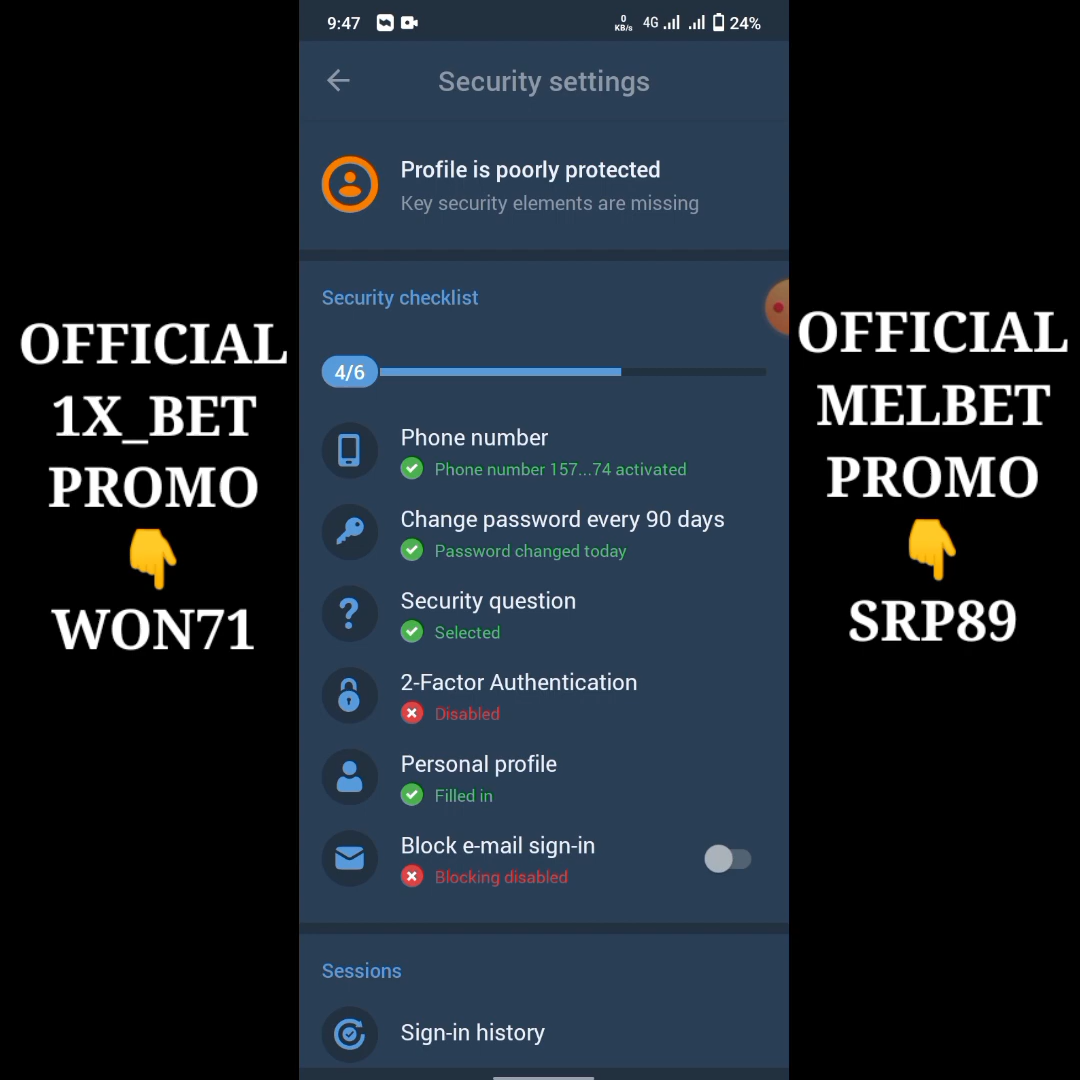 9:47
0 KB/s 4G 24%
Security settings
Profile is poorly protected
Key security elements are missing
Security checklist
4/6
Phone number
Phone number 157...74 activated
Change password every 90 days
Password changed today
Security question
Selected
2-Factor Authentication
Disabled
Personal profile
Filled in
Block e-mail sign-in
Blocking disabled
Sessions
Sign-in history
OFFICIAL
1X_BET
PROMO
👇
WON71
OFFICIAL
MELBET
PROMO
👇
SRP89